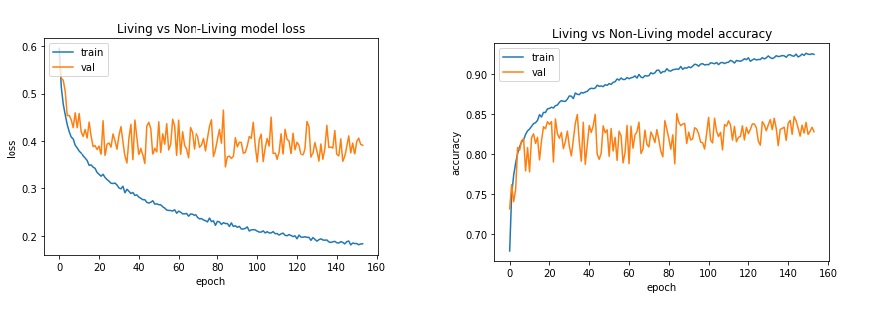 Living vs Non-Living model loss
train
val
0.6
0.5
0.4
0.3
0.2
loss
0 20 40 60 80 100 120 140 160
epoch
Living vs Non-Living model accuracy
train
val
0.90
0.85
0.80
0.75
0.70
accuracy
0 20 40 60 80 100 120 140 160
epoch